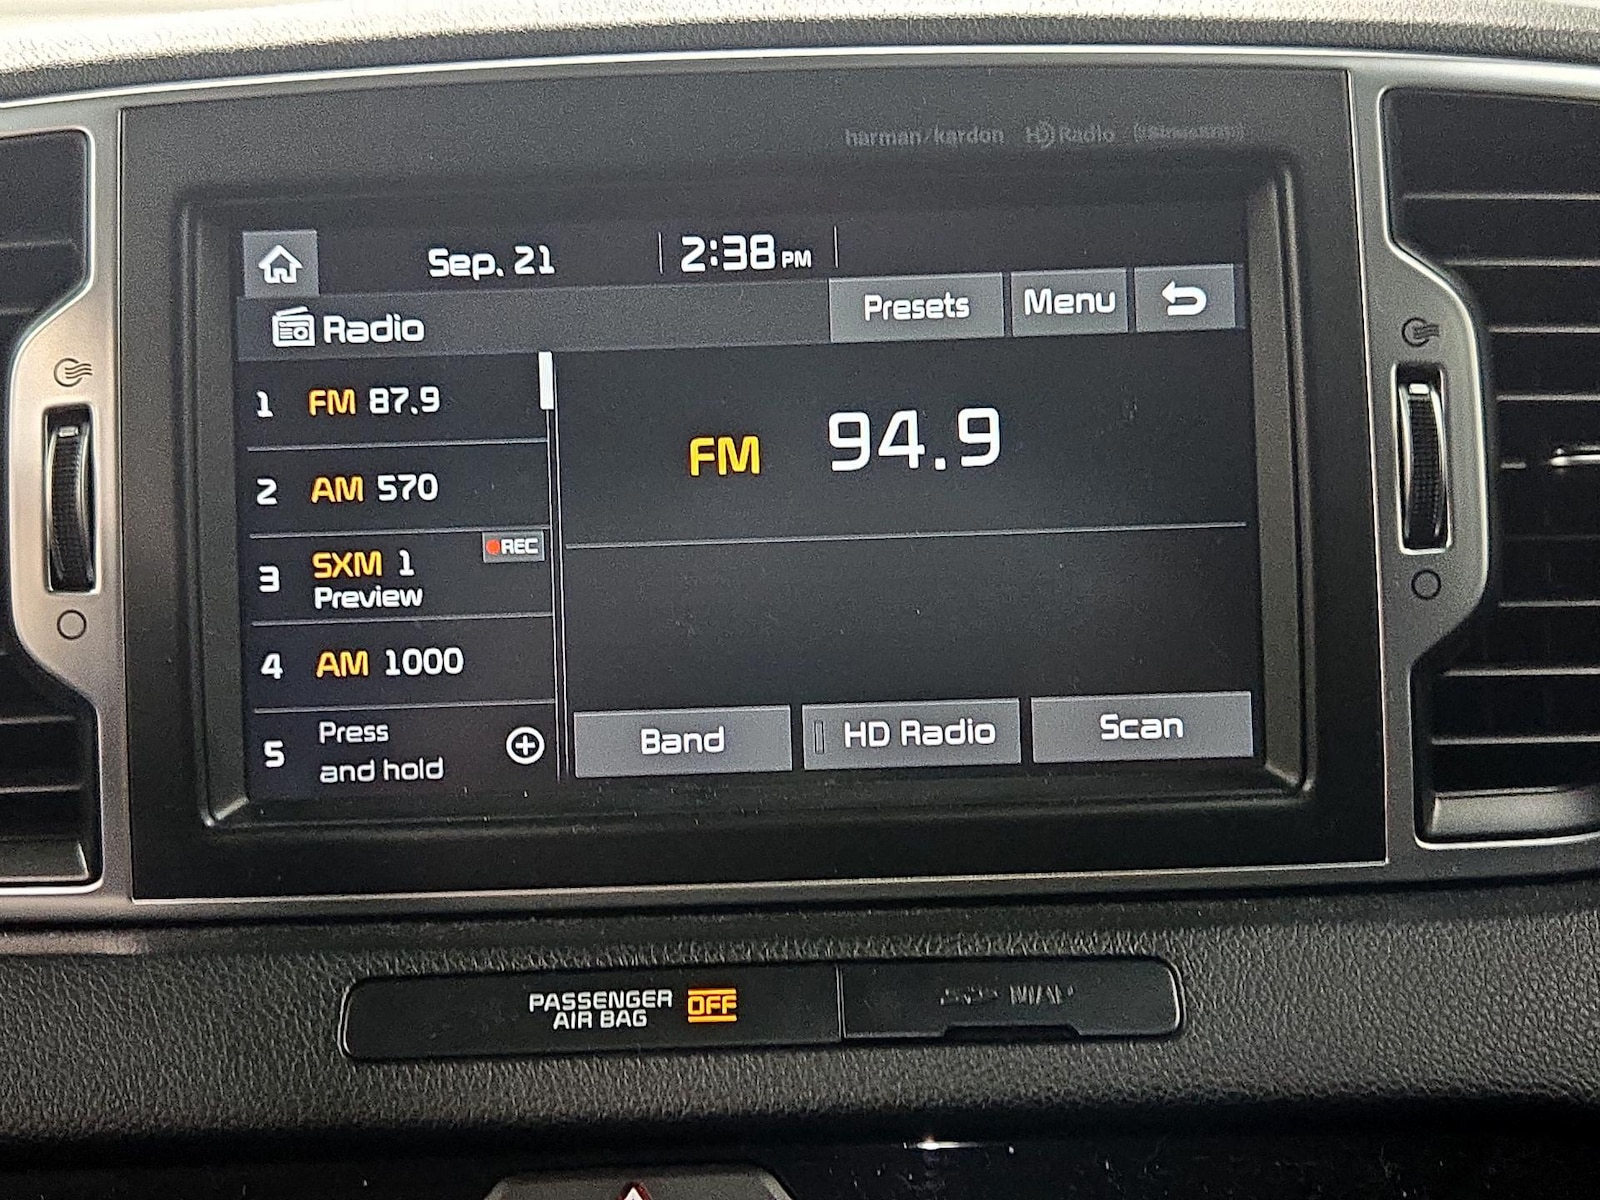 harman/kardon HD Radio ((SiriusXM))
Sep. 21 2:38 PM
Radio Presets Menu
1 FM 87.9
2 AM 570
3 SXM 1 REC
Preview
4 AM 1000
5 Press
and hold
FM 94.9
Band HD Radio Scan
PASSENGER
AIR BAG OFF
MAP